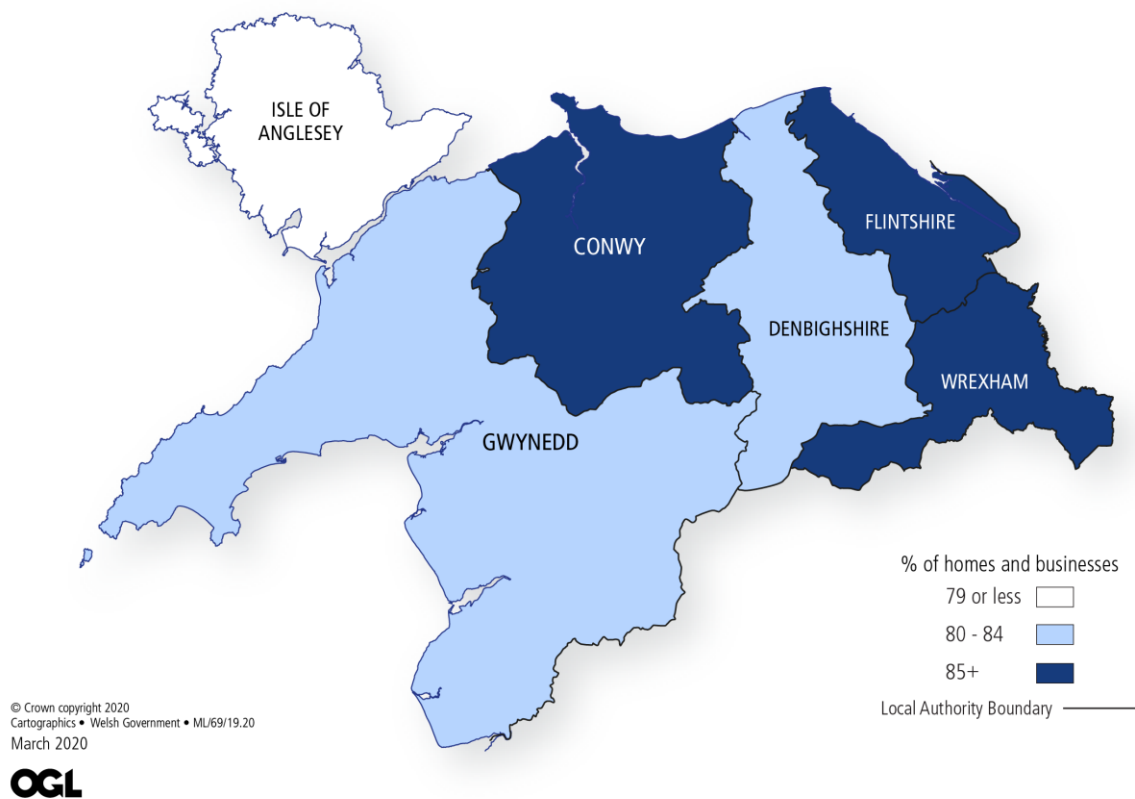 ISLE OF
ANGLESEY
FLINTSHIRE
CONWY
DENBIGHSHIRE
WREXHAM
GWYNEDD
% of homes and businesses
79 or less
80 - 84
85+
Local Authority Boundary
© Crown copyright 2020
Cartographics • Welsh Government • ML/69/19.20
March 2020
OGL